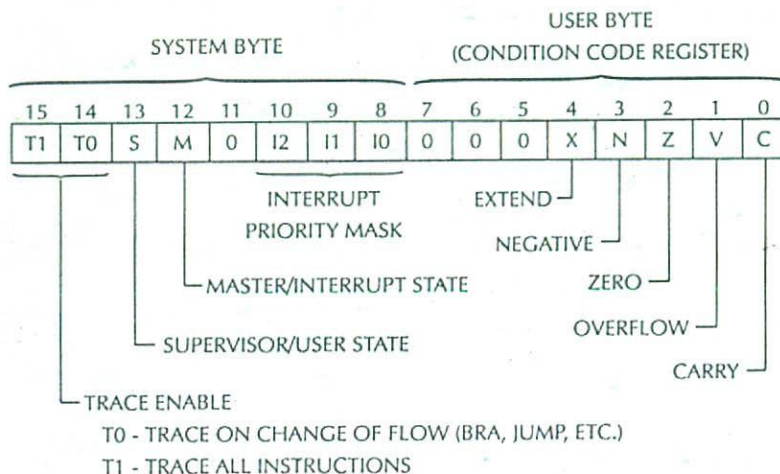 USER BYTE
SYSTEM BYTE (CONDITION CODE REGISTER)
15 14 13 12 11 10 9 8 7 6 5 4 3 2 1 0
T1 T0 S M 0 I2 I1 I0 0 0 0 X N Z V C
INTERRUPT EXTEND
PRIORITY MASK
NEGATIVE
MASTER/INTERRUPT STATE ZERO
OVERFLOW
SUPERVISOR/USER STATE
CARRY
TRACE ENABLE
T0 - TRACE ON CHANGE OF FLOW (BRA, JUMP, ETC.)
T1 - TRACE ALL INSTRUCTIONS